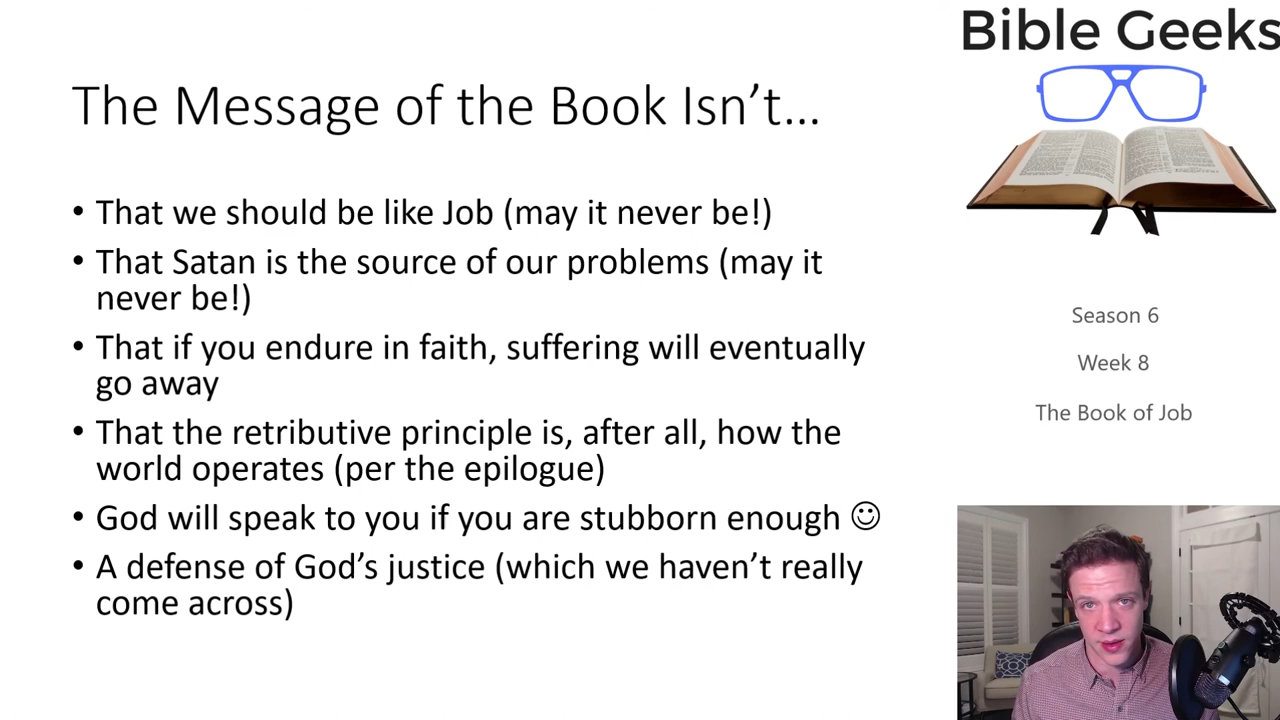 Bible Geeks
The Message of the Book Isn’t…
• That we should be like Job (may it never be!)
• That Satan is the source of our problems (may it
never be!)
• That if you endure in faith, suffering will eventually
go away
• That the retributive principle is, after all, how the
world operates (per the epilogue)
• God will speak to you if you are stubborn enough ☺
• A defense of God’s justice (which we haven’t really
come across)
Season 6
Week 8
The Book of Job